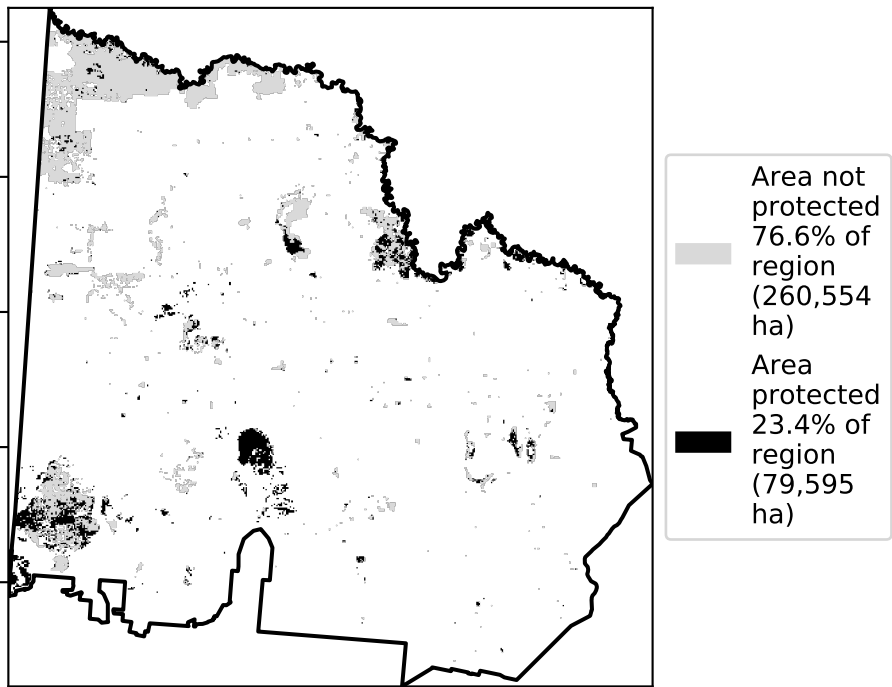 Area not
protected
76.6% of
region
(260,554
ha)
Area
protected
23.4% of
region
(79,595
ha)